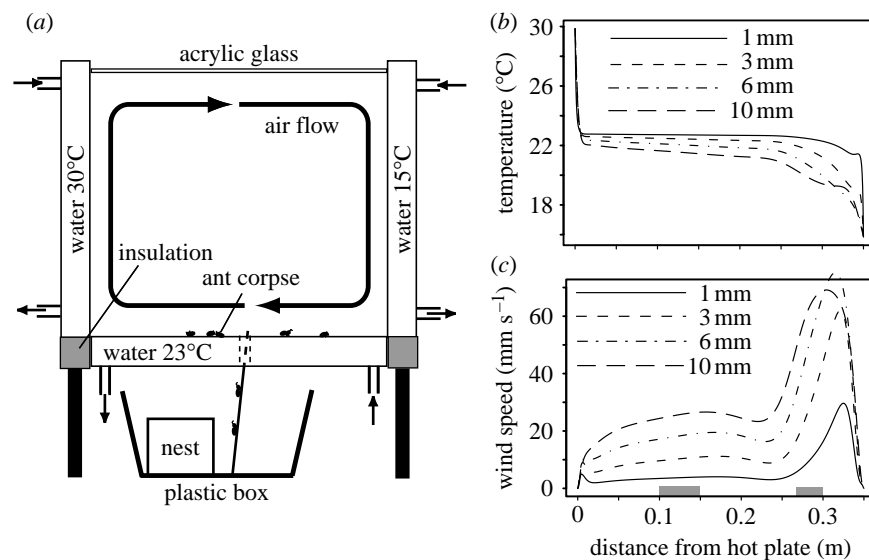 (a)
acrylic glass
air flow
water 30°C
water 15°C
insulation
ant corpse
water 23°C
nest
plastic box
(b)
30
26
22
18
temperature (°C)
1 mm
3 mm
6 mm
10 mm
(c)
60
40
20
0
wind speed (mm s⁻¹)
1 mm
3 mm
6 mm
10 mm
0
0.1
0.2
0.3
distance from hot plate (m)